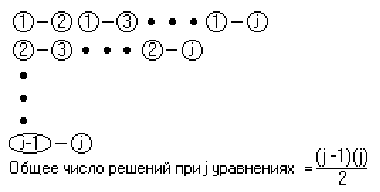 ①–② ①–③ • • • ①–ⓙ
②–③ • • • ②–ⓙ
•
•
•
(j-1)–ⓙ
Общее число решений при j уравнениях = (j-1)(j)/2